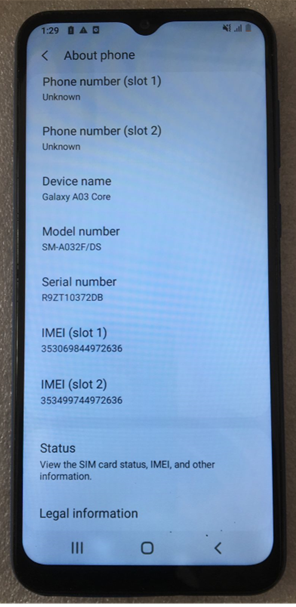 1:29
About phone
Phone number (slot 1)
Unknown
Phone number (slot 2)
Unknown
Device name
Galaxy A03 Core
Model number
SM-A032F/DS
Serial number
R9ZT10372DB
IMEI (slot 1)
353069844972636
IMEI (slot 2)
353499744972636
Status
View the SIM card status, IMEI, and other
information.
Legal information